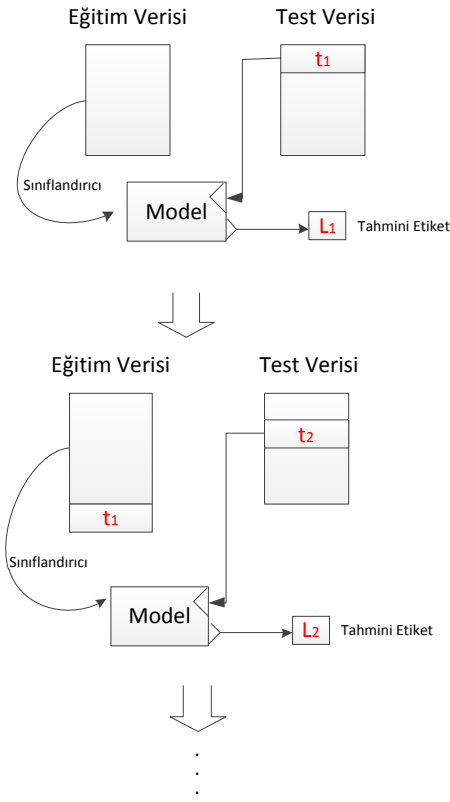 Eğitim Verisi
Test Verisi
t1
Sınıflandırıcı
Model
L1
Tahmini Etiket
Eğitim Verisi
Test Verisi
t2
t1
Sınıflandırıcı
Model
L2
Tahmini Etiket
.
.
.